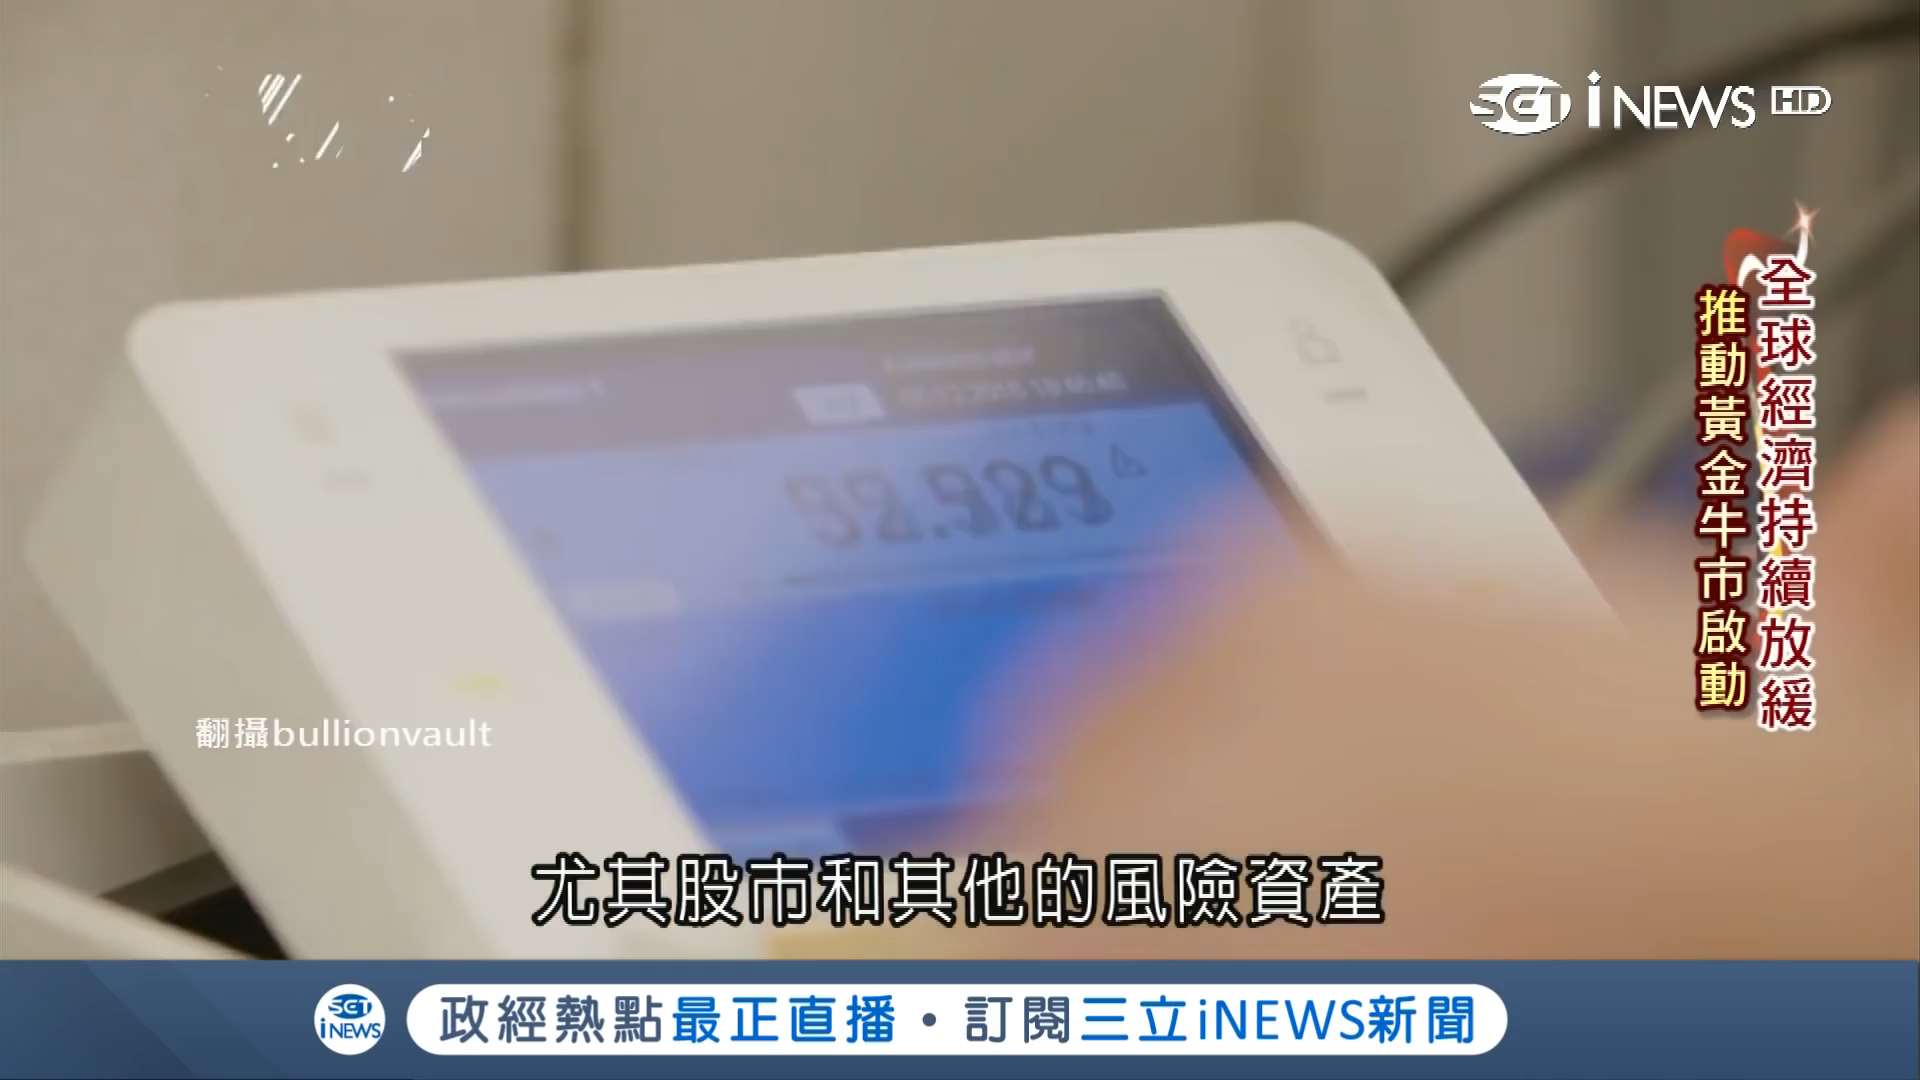 SET iNEWS HD
全球經濟持續放緩
推動黃金牛市啟動
翻攝bullionvault
尤其股市和其他的風險資產
SET iNEWS
政經熱點最正直播・訂閱三立iNEWS新聞